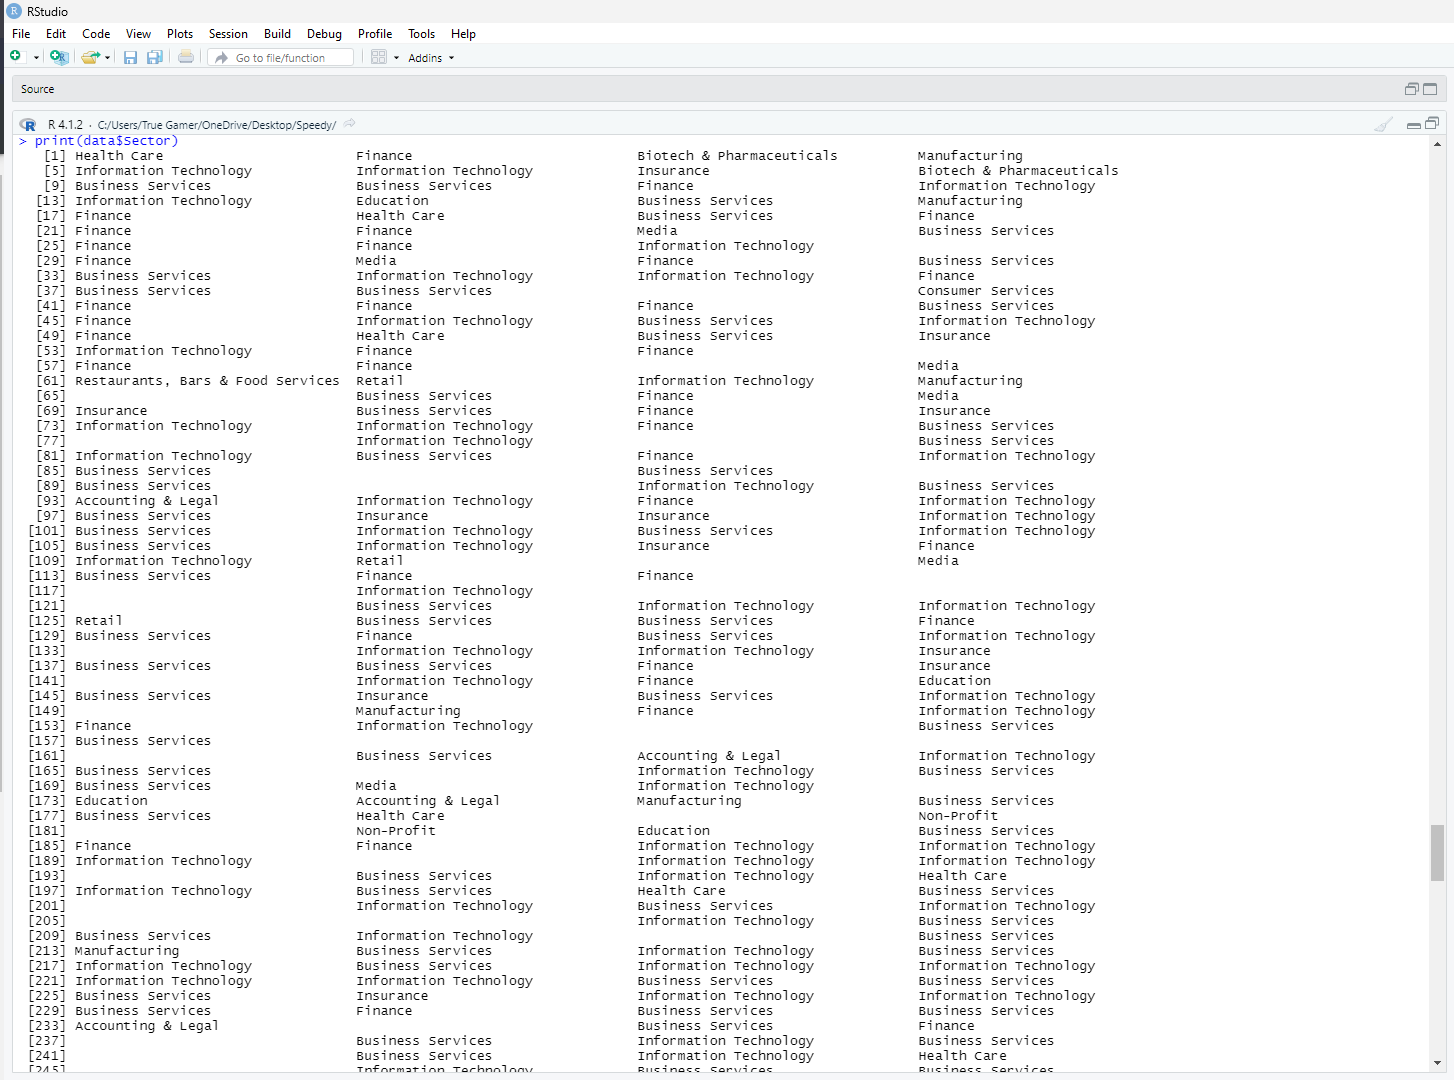 RStudio
File Edit Code View Plots Session Build Debug Profile Tools Help
Go to file/function Addins
Source
R 4.1.2 · C:/Users/True Gamer/OneDrive/Desktop/Speedy/
> print(data$Sector)
[1] Health Care Finance Biotech & Pharmaceuticals Manufacturing
[5] Information Technology Information Technology Insurance Biotech & Pharmaceuticals
[9] Business Services Business Services Finance Information Technology
[13] Information Technology Education Business Services Manufacturing
[17] Finance Health Care Business Services Finance
[21] Finance Finance Media Business Services
[25] Finance Finance Information Technology
[29] Finance Media Finance Business Services
[33] Business Services Information Technology Information Technology Finance
[37] Business Services Business Services Consumer Services
[41] Finance Finance Finance Business Services
[45] Finance Information Technology Business Services Information Technology
[49] Finance Health Care Business Services Insurance
[53] Information Technology Finance Finance
[57] Finance Finance Media
[61] Restaurants, Bars & Food Services Retail Information Technology Manufacturing
[65] Business Services Finance Media
[69] Insurance Business Services Finance Insurance
[73] Information Technology Information Technology Finance Business Services
[77] Information Technology Business Services
[81] Information Technology Business Services Finance Information Technology
[85] Business Services Business Services
[89] Business Services Information Technology Business Services
[93] Accounting & Legal Information Technology Finance Information Technology
[97] Business Services Insurance Insurance Information Technology
[101] Business Services Information Technology Business Services Information Technology
[105] Business Services Information Technology Insurance Finance
[109] Information Technology Retail Media
[113] Business Services Finance Finance
[117] Information Technology
[121] Business Services Information Technology Information Technology
[125] Retail Business Services Business Services Finance
[129] Business Services Finance Business Services Information Technology
[133] Information Technology Information Technology Insurance
[137] Business Services Business Services Finance Insurance
[141] Information Technology Finance Education
[145] Business Services Insurance Business Services Information Technology
[149] Manufacturing Finance Information Technology
[153] Finance Information Technology Business Services
[157] Business Services
[161] Business Services Accounting & Legal Information Technology
[165] Business Services Information Technology Business Services
[169] Business Services Media Information Technology
[173] Education Accounting & Legal Manufacturing Business Services
[177] Business Services Health Care Non-Profit
[181] Non-Profit Education Business Services
[185] Finance Finance Information Technology Information Technology
[189] Information Technology Information Technology Information Technology
[193] Business Services Information Technology Health Care
[197] Information Technology Business Services Health Care Business Services
[201] Information Technology Business Services Information Technology
[205] Information Technology Business Services
[209] Business Services Information Technology Business Services
[213] Manufacturing Business Services Information Technology Business Services
[217] Information Technology Business Services Information Technology Information Technology
[221] Information Technology Information Technology Business Services Business Services
[225] Business Services Insurance Information Technology Information Technology
[229] Business Services Finance Business Services Business Services
[233] Accounting & Legal Business Services Finance
[237] Business Services Information Technology Business Services
[241] Business Services Information Technology Health Care
[245] Information Technology Business Services Business Services